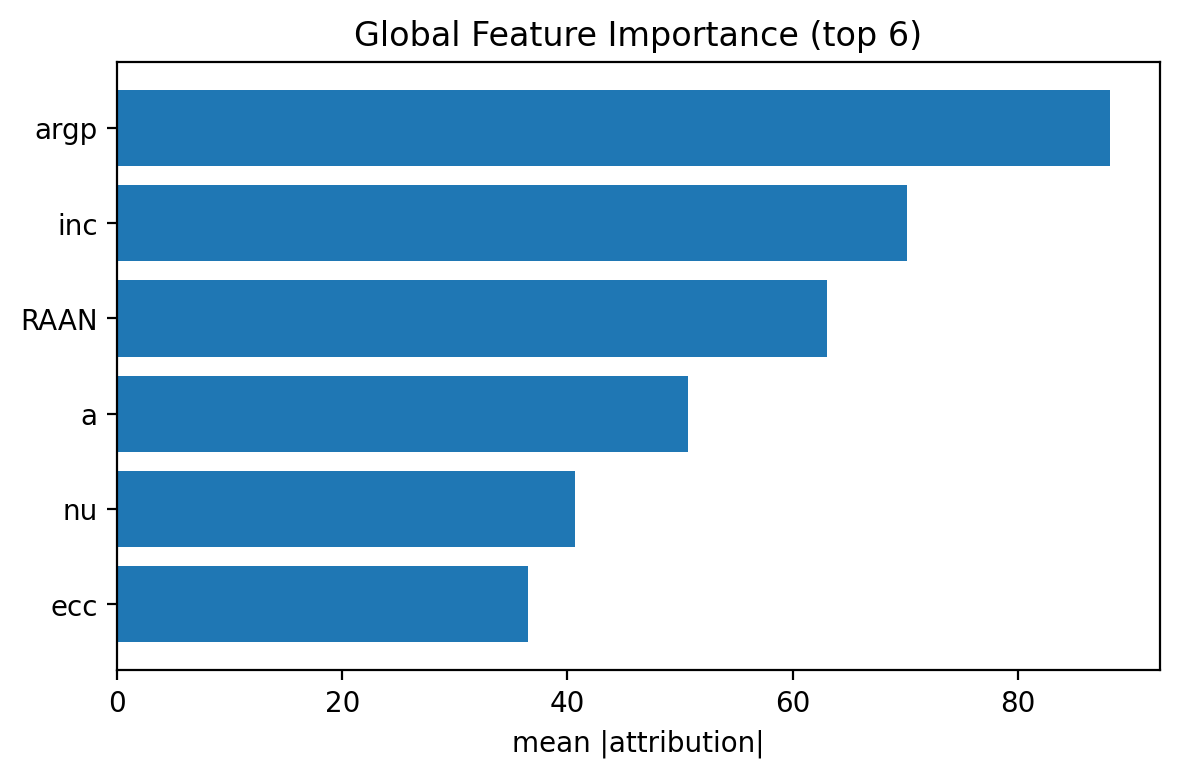 Global Feature Importance (top 6)
argp
inc
RAAN
a
nu
ecc
0 20 40 60 80
mean |attribution|